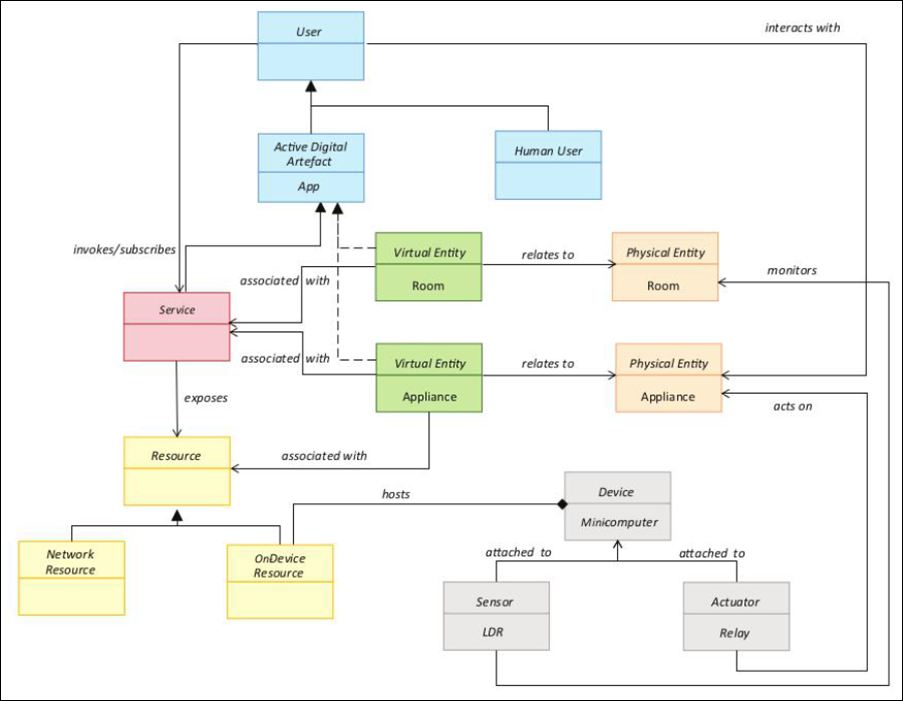 User
interacts with
Active Digital
Artefact
App
Human User
invokes/subscribes
Virtual Entity
Room
relates to
Physical Entity
Room
monitors
associated with
Service
associated with
Virtual Entity
Appliance
relates to
Physical Entity
Appliance
acts on
exposes
Resource
associated with
hosts
Device
Minicomputer
Network
Resource
OnDevice
Resource
attached to
attached to
Sensor
LDR
Actuator
Relay